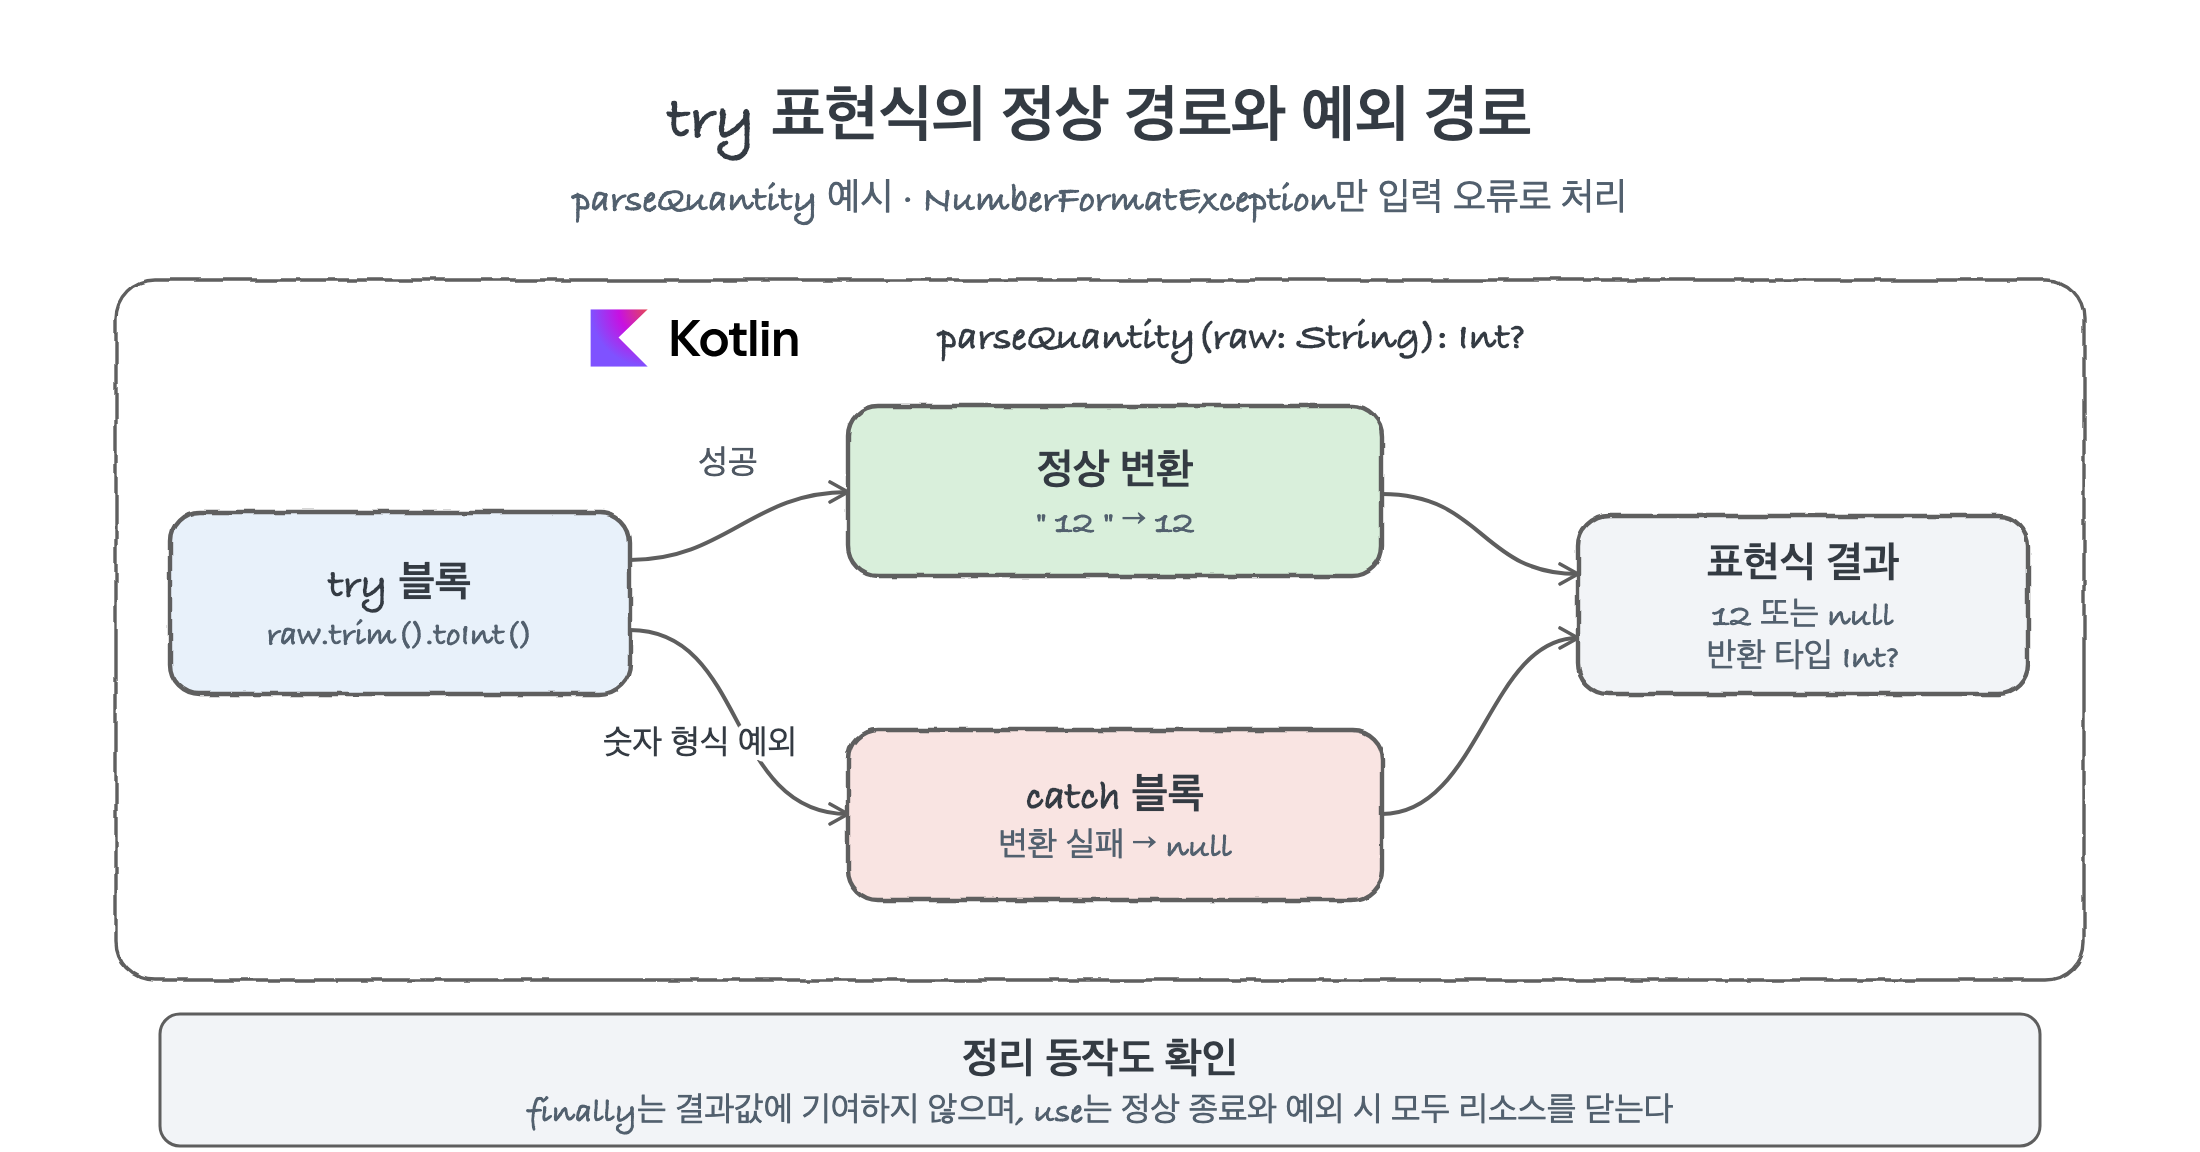 try 표현식의 정상 경로와 예외 경로
parseQuantity 예시 · NumberFormatException만 입력 오류로 처리
Kotlin
parseQuantity(raw: String): Int?
성공
정상 변환
" 12 " → 12
try 블록
raw.trim().toInt()
표현식 결과
12 또는 null
반환 타입 Int?
숫자 형식 예외
catch 블록
변환 실패 → null
정리 동작도 확인
finally는 결과값에 기여하지 않으며, use는 정상 종료와 예외 시 모두 리소스를 닫는다